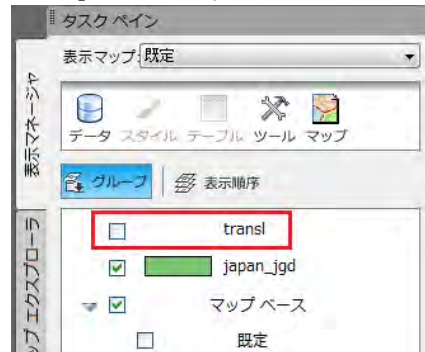 タスク ペイン
表示マップ:既定
データ スタイル テーブル ツール マップ
グループ 表示順序
transl
japan_jgd
マップ ベース
既定
表示マネージャ
ップ エクスプローラ